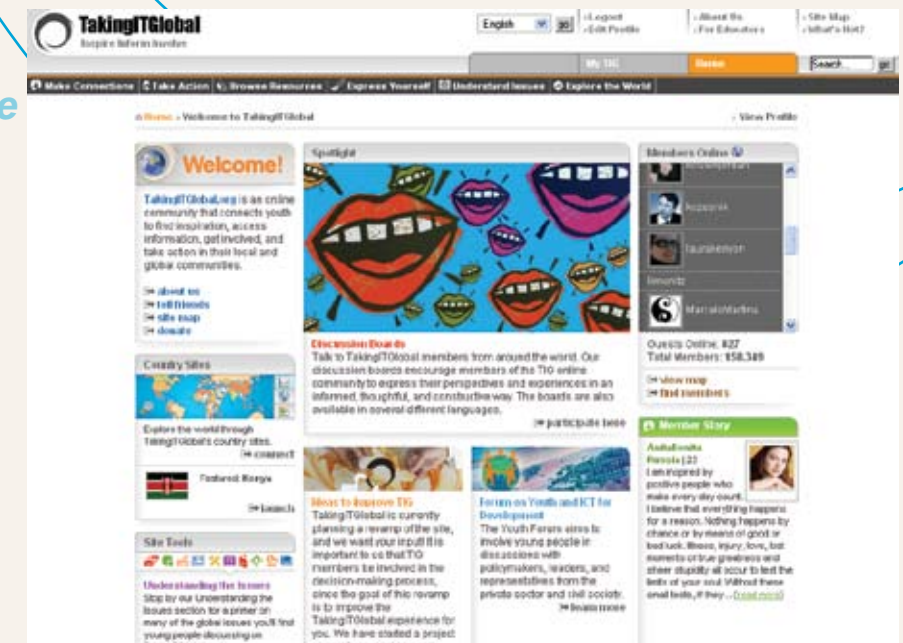 e
TakingITGlobal
Inspire Inform Involve
English
go
Logout
Edit Profile
About Us
For Educators
Site Map
What's Hot?
My TIG
Home
Search...
go
Make Connections
Take Action
Browse Resources
Express Yourself
Understand Issues
Explore the World
Home » Welcome to TakingITGlobal
View Profile
Welcome!
TakingITGlobal.org is an online
community that connects youth
to find inspiration, access
information, get involved, and
take action in their local and
global communities.
about us
tell friends
site map
donate
Country Sites
Explore the world through
TakingITGlobal's country sites.
connect
Featured: Kenya
launch
Site Tools
Understanding the Issues
Stop by our Understanding the
Issues section for a primer on
many of the global issues you'll find
young people discussing on
Spotlight
Discussion Boards
Talk to TakingITGlobal members from around the world. Our
discussion boards encourage members of the TIG online
community to express their perspectives and experiences in an
informed, thoughtful, and constructive way. The boards are also
available in several different languages.
participate here
Ideas to Improve TIG
TakingITGlobal is currently
planning a revamp of the site,
and we want your input! It is
important to us that TIG
members be involved in the
decision-making process,
since the goal of this revamp
is to improve the
TakingITGlobal experience for
you. We have started a project
Forum on Youth and ICT for
Development
The Youth Forum aims to
involve young people in
discussions with
policymakers, leaders, and
representatives from the
private sector and civil society.
learn more
Members Online
laurakenyon
limonitz
MarcialoMartins
Guests Online: 827
Total Members: 158,389
view map
find members
Member Story
AnitaBonita
Russia | 23
I am inspired by
positive people who
make every day count.
I believe that everything happens
for a reason. Nothing happens by
chance or by means of good or
bad luck. Illness, injury, love, lost
moments of true greatness and
sheer stupidity all occur to test the
limits of your soul. Without these
small tests, if they ... (read more)